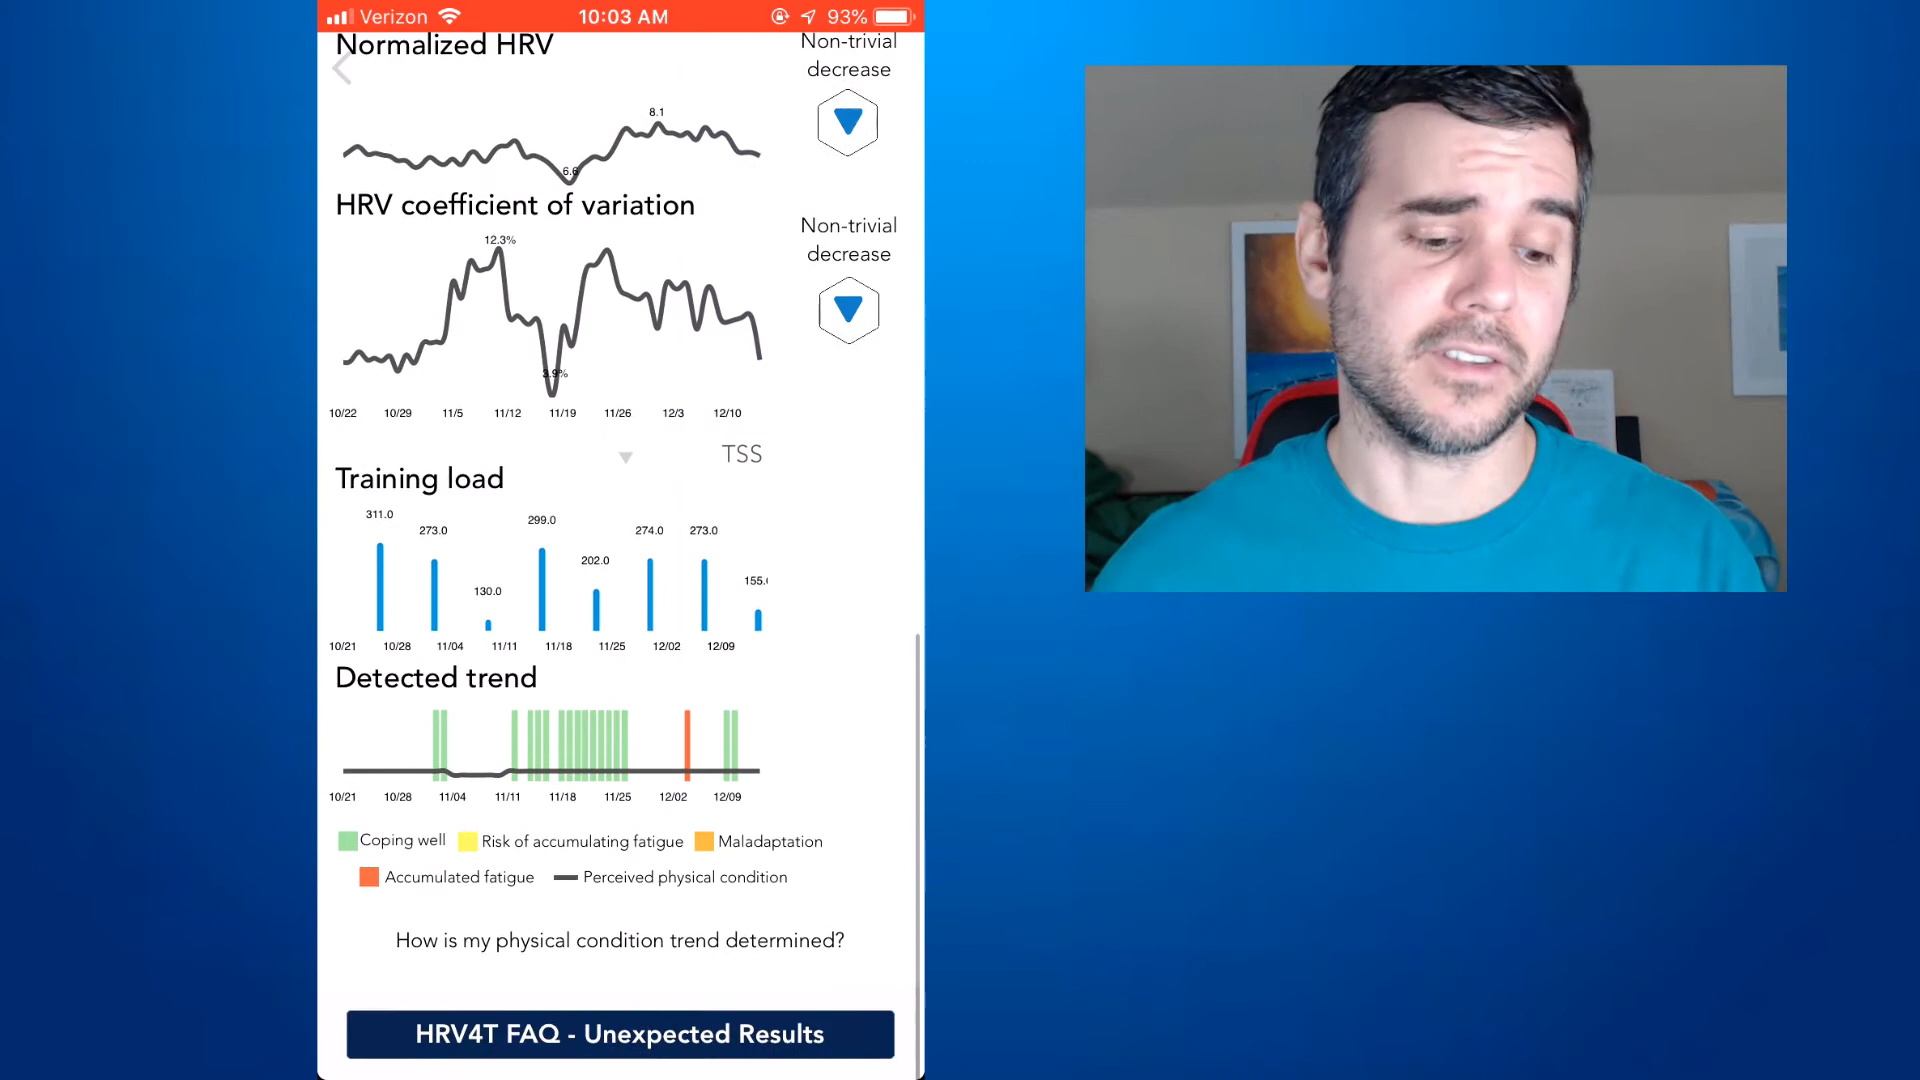 Verizon 10:03 AM 93%
Normalized HRV
Non-trivial
decrease
8.1
6.6
HRV coefficient of variation
Non-trivial
decrease
12.3%
3.9%
10/22 10/29 11/5 11/12 11/19 11/26 12/3 12/10
TSS
Training load
311.0 273.0 130.0 299.0 202.0 274.0 273.0 155.
10/21 10/28 11/04 11/11 11/18 11/25 12/02 12/09
Detected trend
10/21 10/28 11/04 11/11 11/18 11/25 12/02 12/09
Coping well Risk of accumulating fatigue Maladaptation
Accumulated fatigue Perceived physical condition
How is my physical condition trend determined?
HRV4T FAQ - Unexpected Results